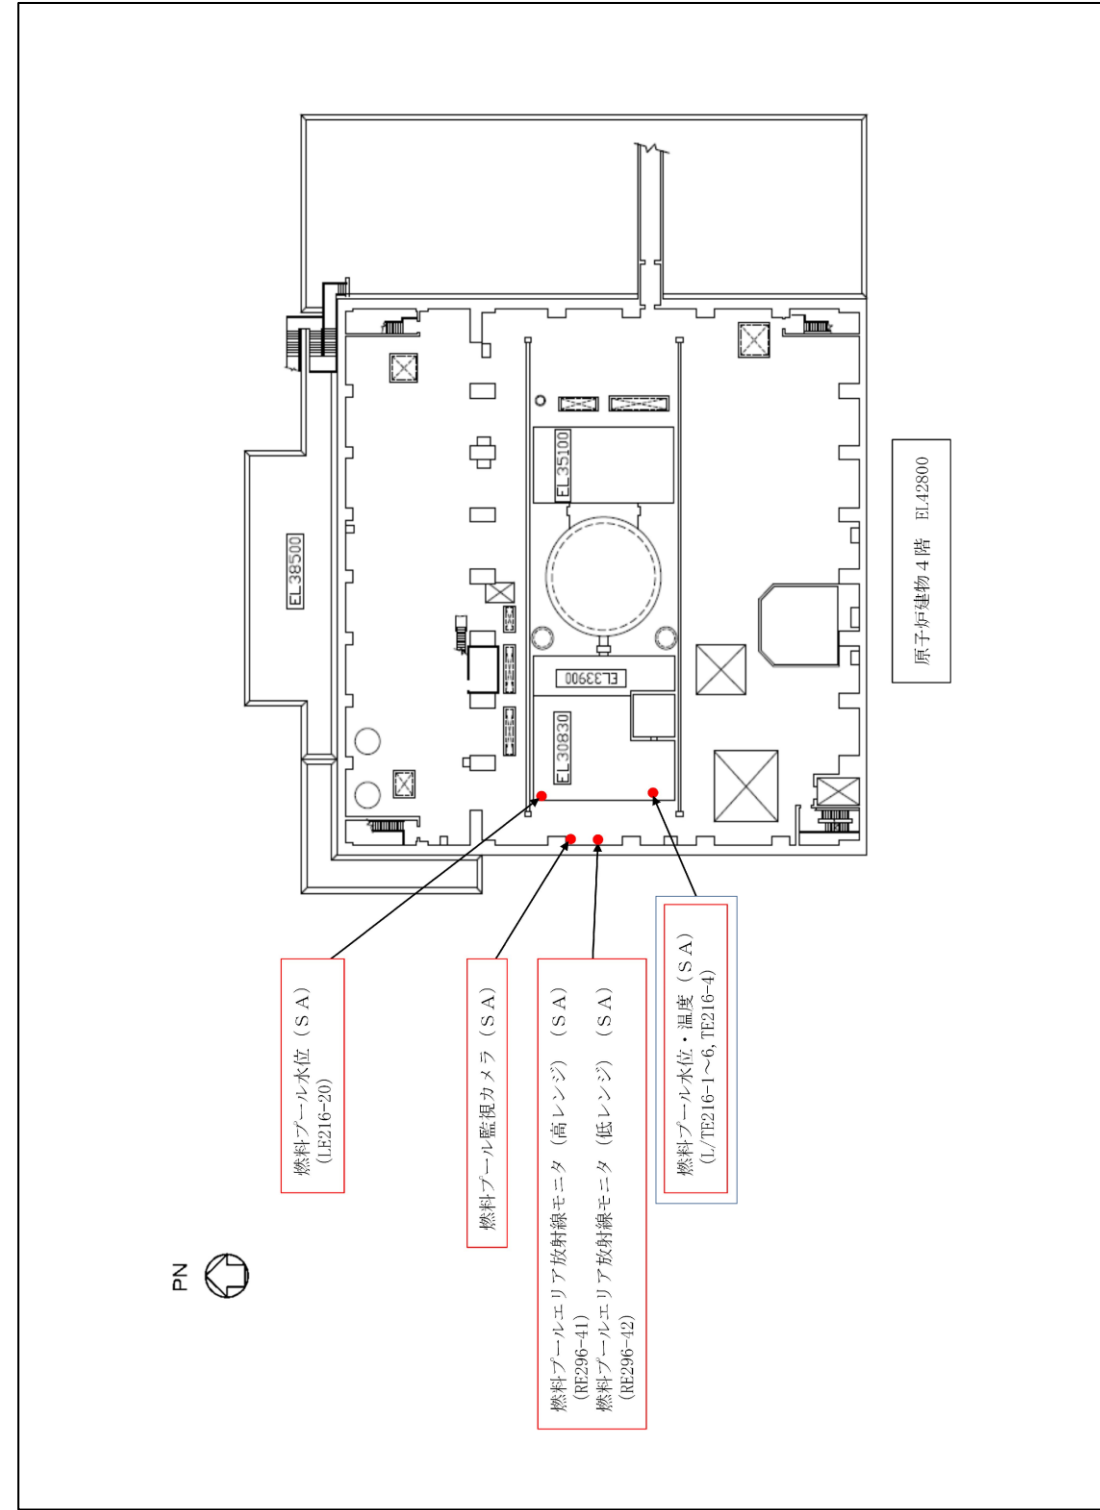 PN
燃料プール水位（ＳＡ）
(LE216-20)
燃料プール監視カメラ（ＳＡ）
燃料プールエリア放射線モニタ（高レンジ）（ＳＡ）
(RE296-41)
燃料プールエリア放射線モニタ（低レンジ）（ＳＡ）
(RE296-42)
燃料プール水位・温度（ＳＡ）
(L/TE216-1～6, TE216-4)
EL38500
EL35100
EL33900
EL30830
原子炉建物４階　EL42800